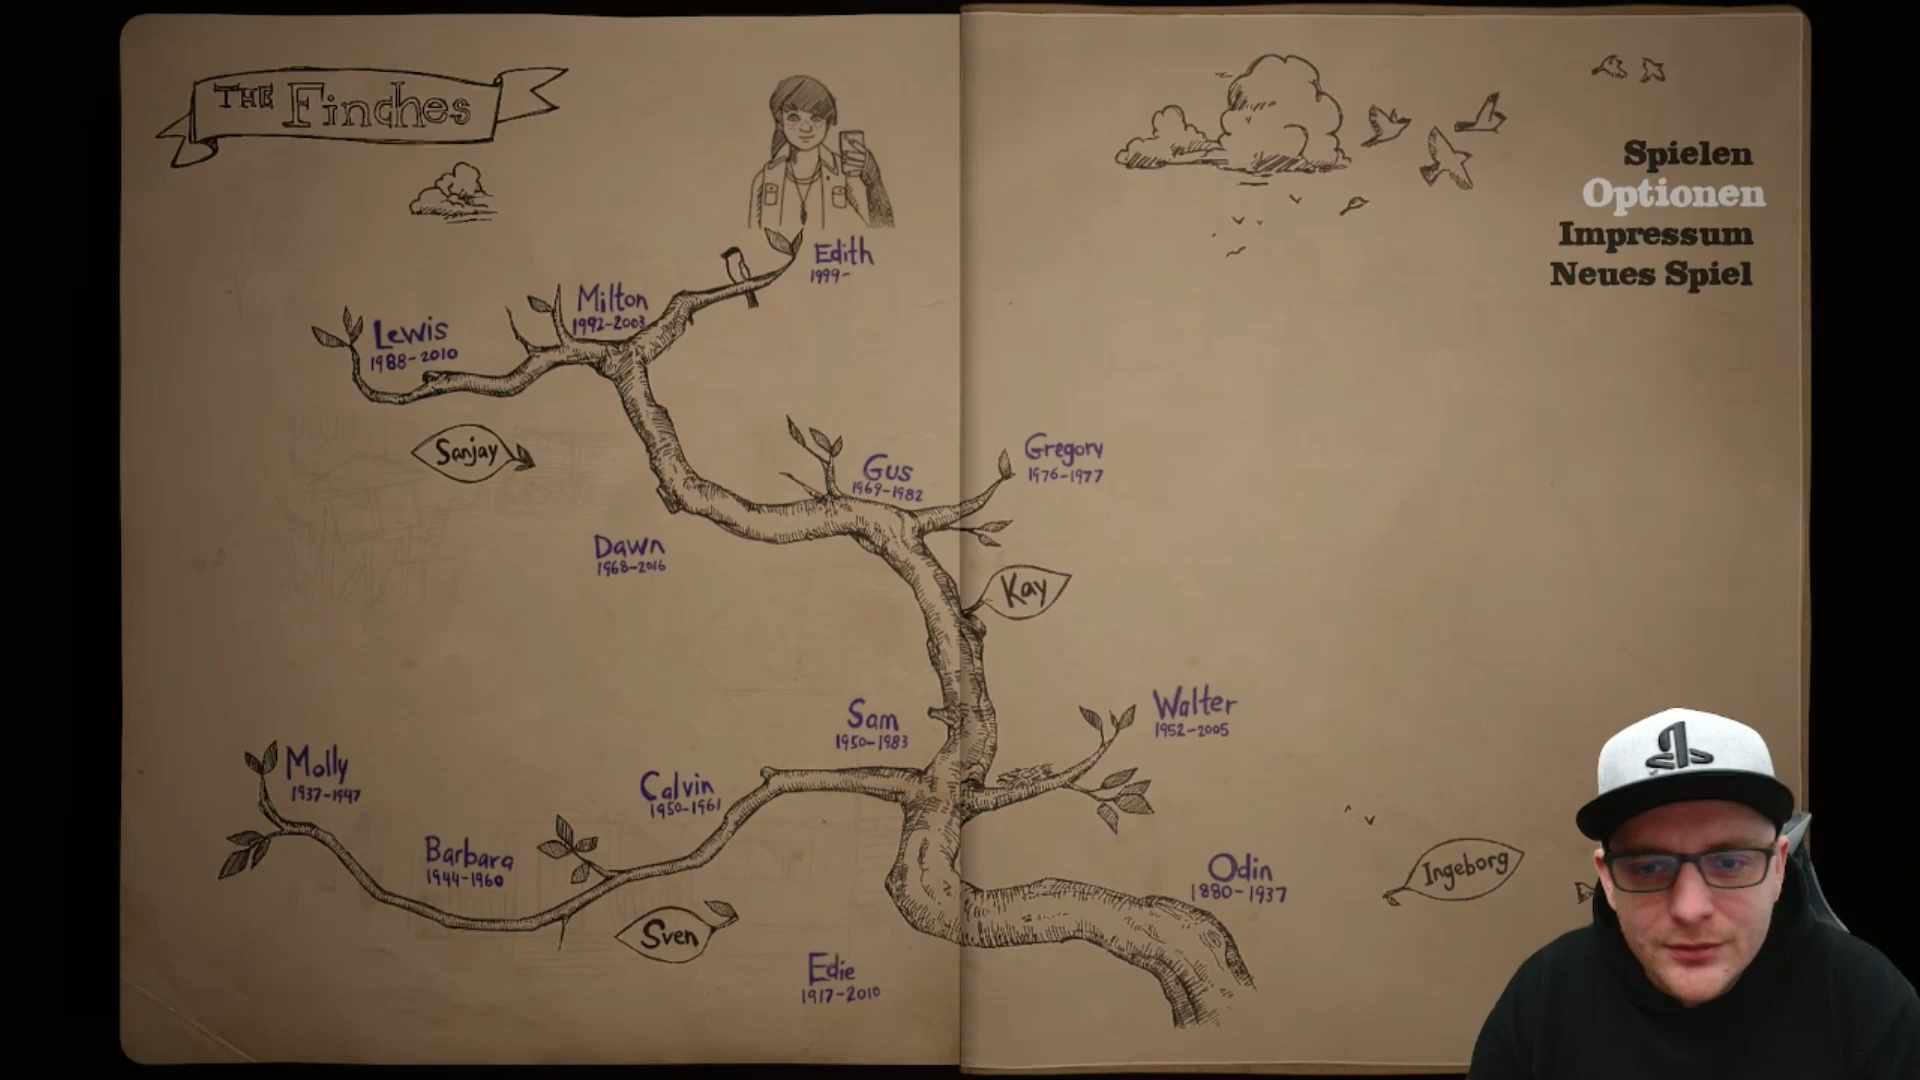 THE Finches
Spielen
Optionen
Impressum
Neues Spiel
Edith
1999-
Milton
1992-2003
Lewis
1988-2010
Sanjay
Gus
1969-1982
Gregory
1976-1977
Dawn
1968-2016
Kay
Sam
1950-1983
Walter
1952-2005
Molly
1937-1947
Calvin
1950-1961
Barbara
1944-1960
Odin
1880-1937
Ingeborg
Sven
Edie
1917-2010